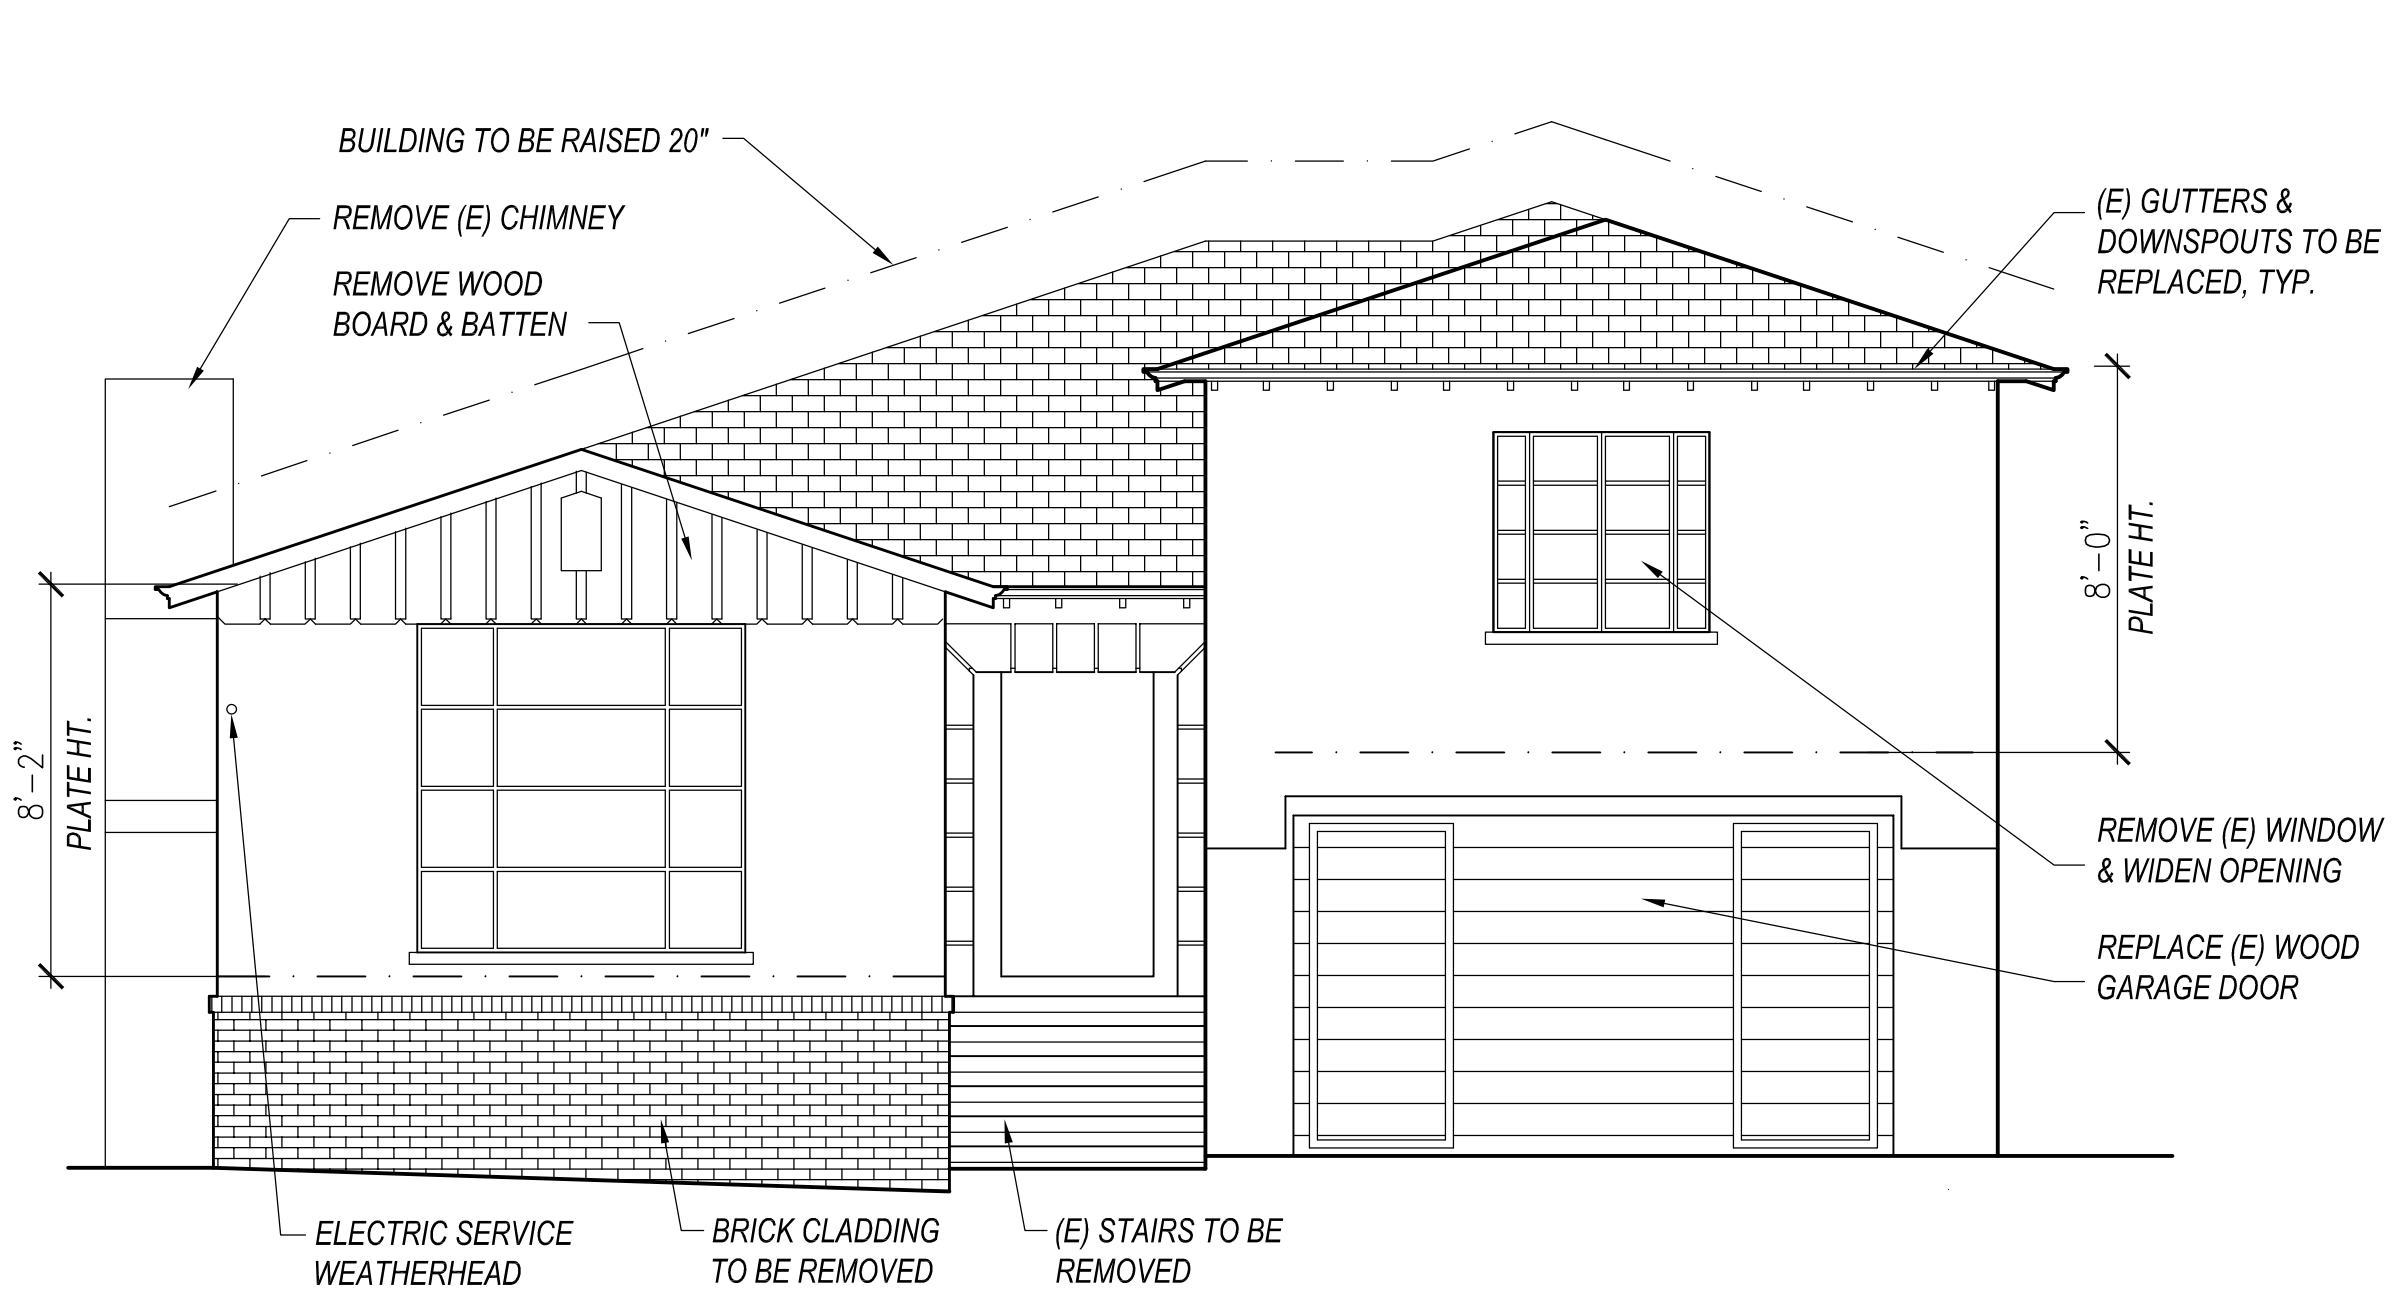 BUILDING TO BE RAISED 20"
REMOVE (E) CHIMNEY
REMOVE WOOD
BOARD & BATTEN
(E) GUTTERS &
DOWNSPOUTS TO BE
REPLACED, TYP.
8'–2"
PLATE HT.
8'–0"
PLATE HT.
REMOVE (E) WINDOW
& WIDEN OPENING
REPLACE (E) WOOD
GARAGE DOOR
ELECTRIC SERVICE
WEATHERHEAD
BRICK CLADDING
TO BE REMOVED
(E) STAIRS TO BE
REMOVED